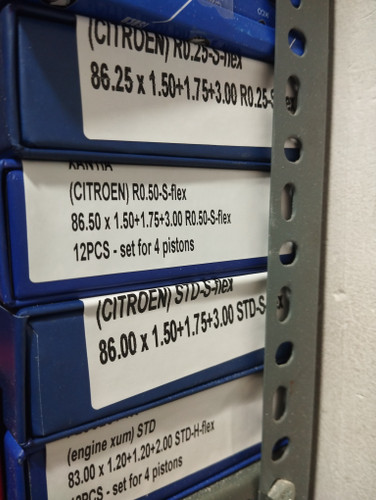 (CITROEN) R0.25-S-flex
86.25 x 1.50+1.75+3.00 R0.25-S
XANTIA
(CITROEN) R0.50-S-flex
86.50 x 1.50+1.75+3.00 R0.50-S-flex
12PCS - set for 4 pistons
(CITROEN) STD-S-flex
86.00 x 1.50+1.75+3.00 STD-S
(engine xum) STD
83.00 x 1.20+1.20+2.00 STD-H-flex
12PCS - set for 4 pistons